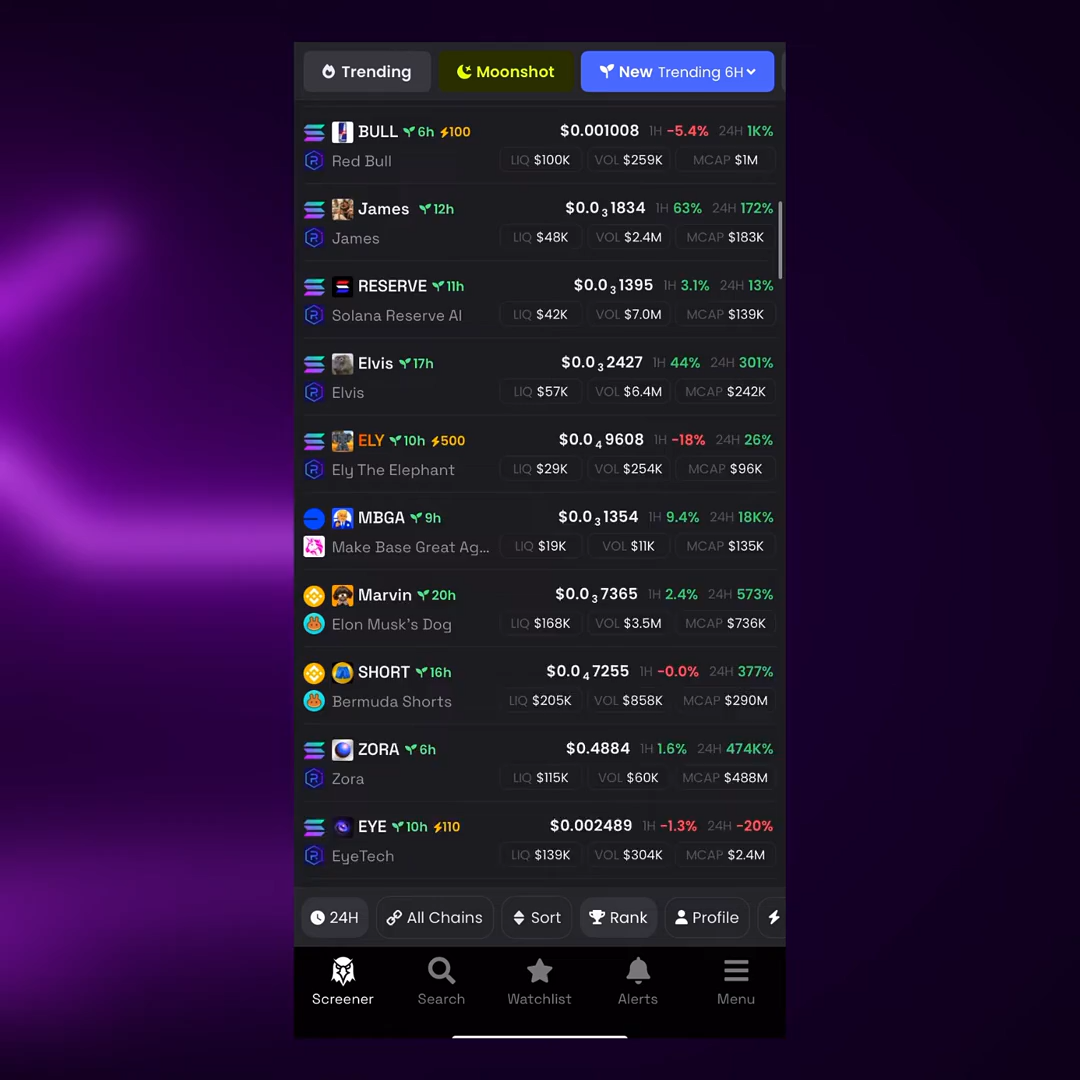 Trending Moonshot New Trending 6H
BULL 6h 100 $0.001008 1H -5.4% 24H 1K%
Red Bull LIQ $100K VOL $259K MCAP $1M
James 12h $0.0₃1834 1H 63% 24H 172%
James LIQ $48K VOL $2.4M MCAP $183K
RESERVE 11h $0.0₃1395 1H 3.1% 24H 13%
Solana Reserve AI LIQ $42K VOL $7.0M MCAP $139K
Elvis 17h $0.0₃2427 1H 44% 24H 301%
Elvis LIQ $57K VOL $6.4M MCAP $242K
ELY 10h 500 $0.0₄9608 1H -18% 24H 26%
Ely The Elephant LIQ $29K VOL $254K MCAP $96K
MBGA 9h $0.0₃1354 1H 9.4% 24H 18K%
Make Base Great Ag... LIQ $19K VOL $11K MCAP $135K
Marvin 20h $0.0₃7365 1H 2.4% 24H 573%
Elon Musk's Dog LIQ $168K VOL $3.5M MCAP $736K
SHORT 16h $0.0₄7255 1H -0.0% 24H 377%
Bermuda Shorts LIQ $205K VOL $858K MCAP $290M
ZORA 6h $0.4884 1H 1.6% 24H 474K%
Zora LIQ $115K VOL $60K MCAP $488M
EYE 10h 110 $0.002489 1H -1.3% 24H -20%
EyeTech LIQ $139K VOL $304K MCAP $2.4M
24H All Chains Sort Rank Profile
Screener Search Watchlist Alerts Menu